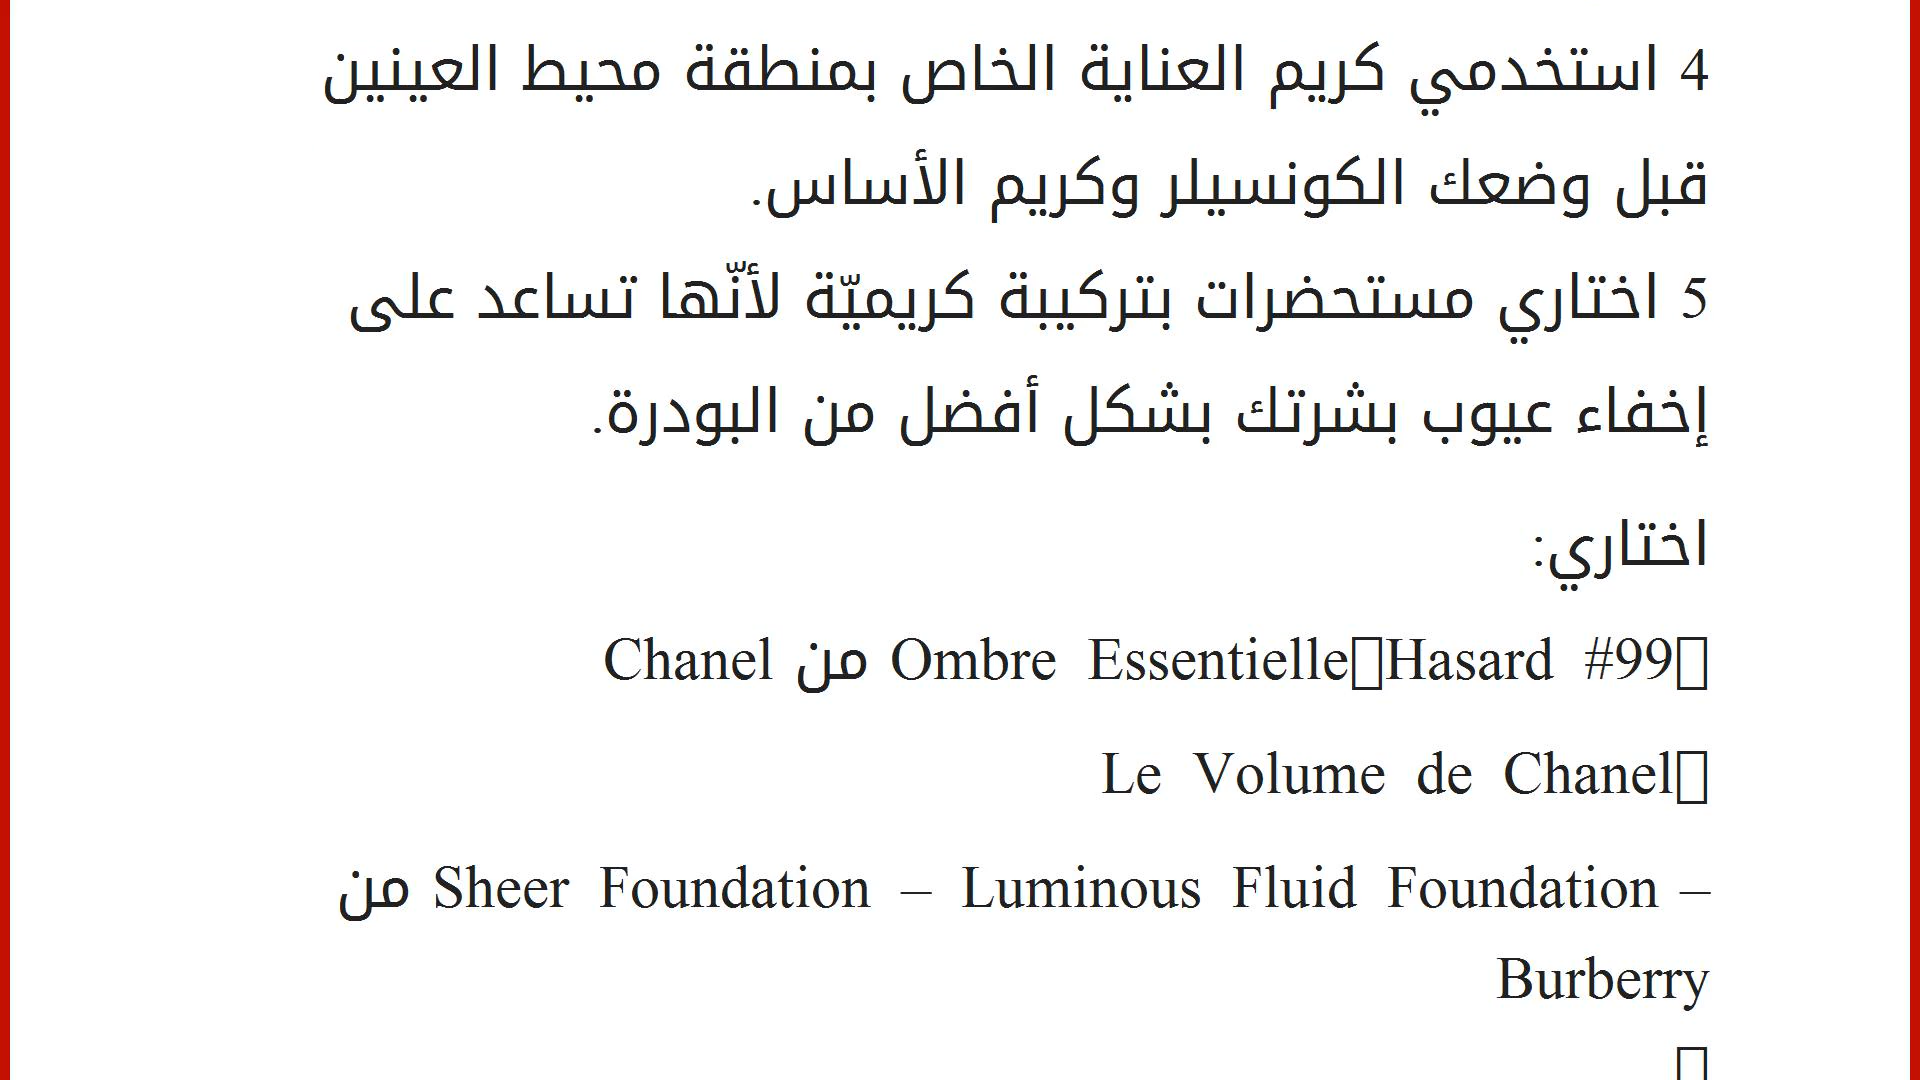 4 استخدمي كريم العناية الخاص بمنطقة محيط العينين
قبل وضعك الكونسيلر وكريم الأساس.
5 اختاري مستحضرات بتركيبة كريميّة لأنّها تساعد على
إخفاء عيوب بشرتك بشكل أفضل من البودرة.
اختاري:
Ombre Essentielle Hasard #99 من Chanel
Le Volume de Chanel
– Sheer Foundation – Luminous Fluid Foundation من
Burberry